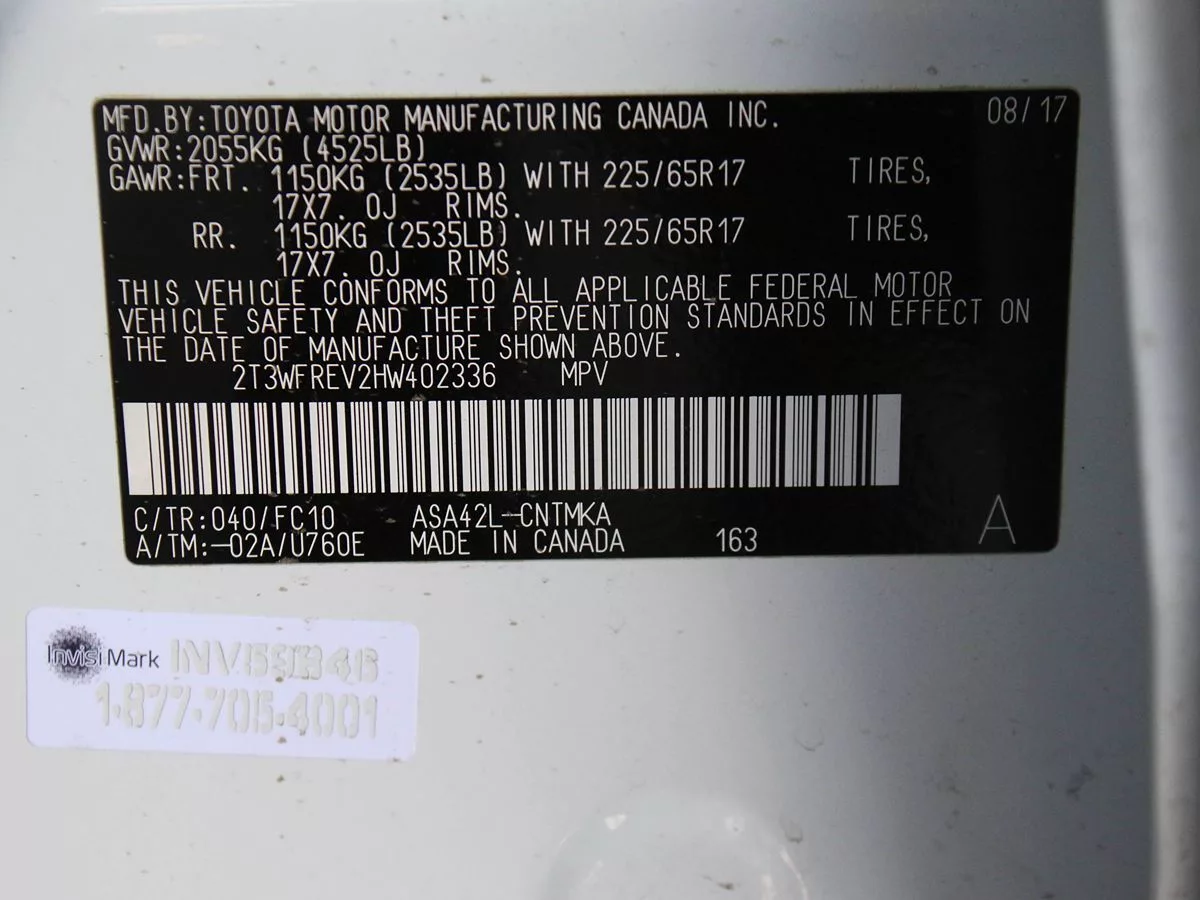 MFD.BY:TOYOTA MOTOR MANUFACTURING CANADA INC. 08/17
GVWR:2055KG (4525LB)
GAWR:FRT. 1150KG (2535LB) WITH 225/65R17 TIRES,
17X7. 0J RIMS.
RR. 1150KG (2535LB) WITH 225/65R17 TIRES,
17X7. 0J RIMS.
THIS VEHICLE CONFORMS TO ALL APPLICABLE FEDERAL MOTOR
VEHICLE SAFETY AND THEFT PREVENTION STANDARDS IN EFFECT ON
THE DATE OF MANUFACTURE SHOWN ABOVE.
2T3WFREV2HW402336 MPV
C/TR:040/FC10 ASA42L-CNTMKA
A/TM:-02A/U760E MADE IN CANADA 163 A
InvisiMark
1-877-705-4001